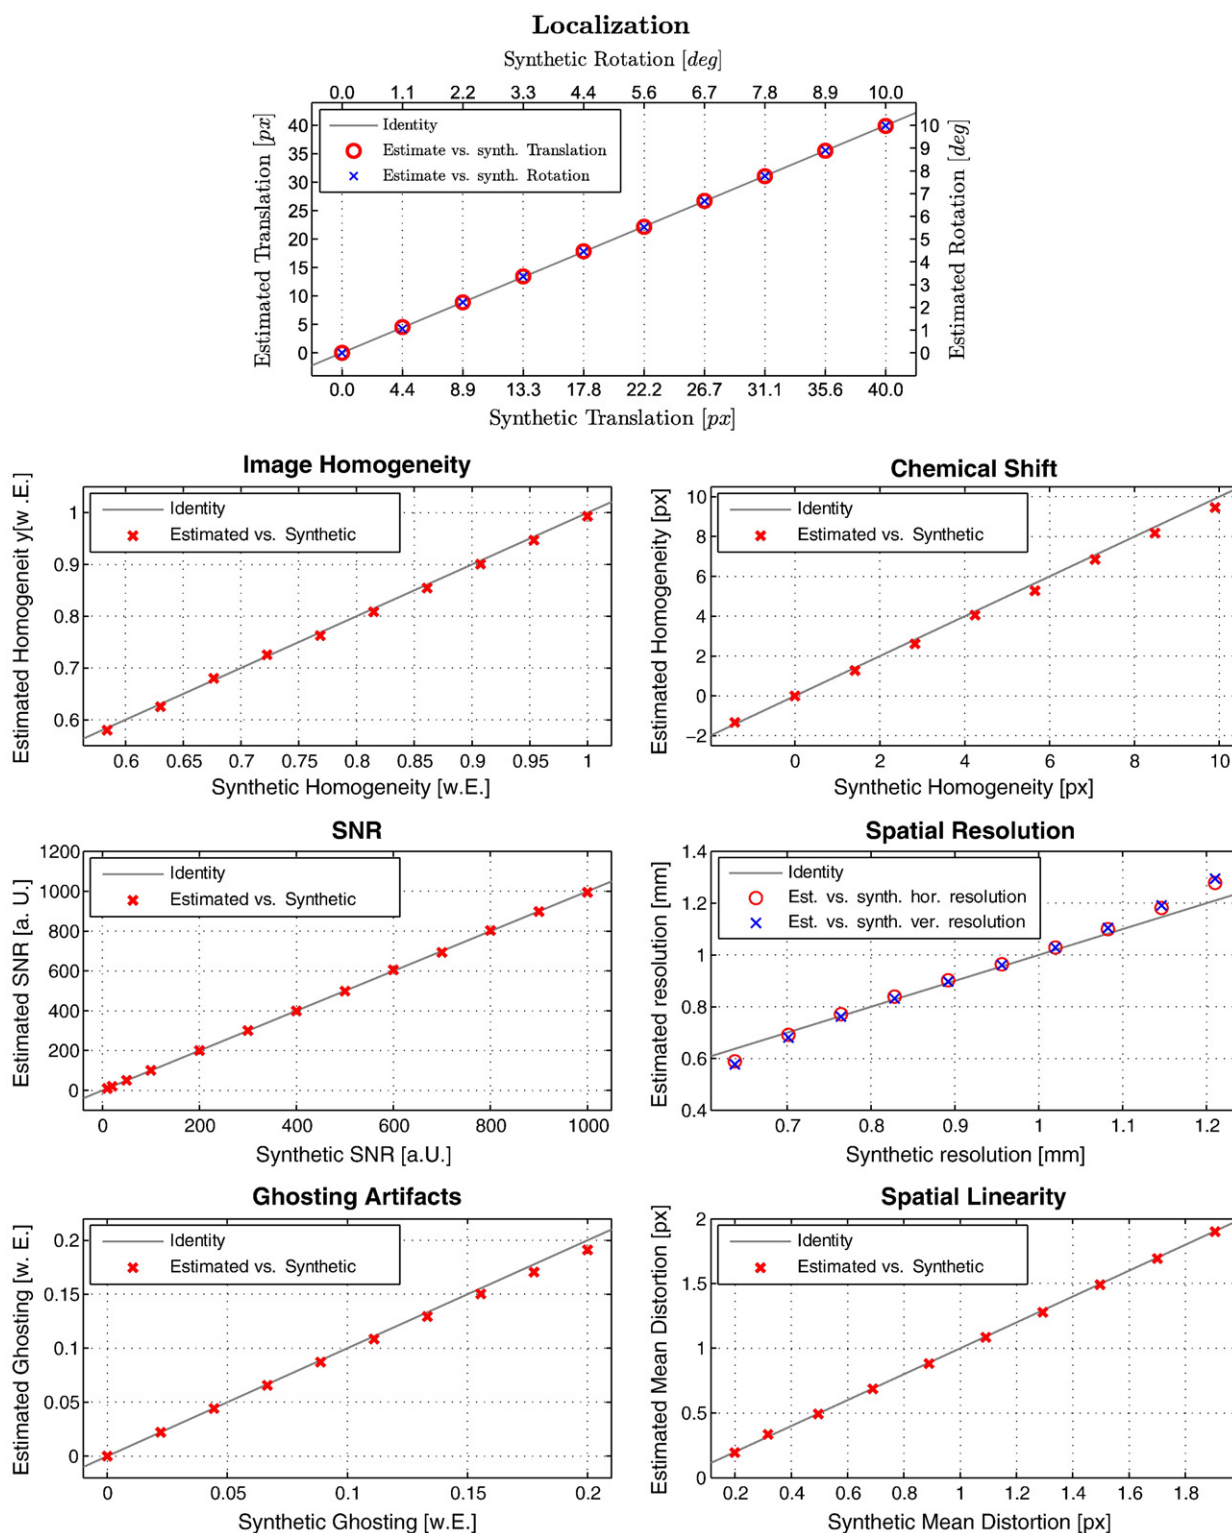 Localization
Synthetic Rotation [deg]
0.0 1.1 2.2 3.3 4.4 5.6 6.7 7.8 8.9 10.0
Estimated Translation [px]
40
35
30
25
20
15
10
5
0
Identity
Estimate vs. synth. Translation
Estimate vs. synth. Rotation
10
9
8
7
6
5
4
3
2
1
0
Estimated Rotation [deg]
0.0 4.4 8.9 13.3 17.8 22.2 26.7 31.1 35.6 40.0
Synthetic Translation [px]
Image Homogeneity
Estimated Homogeneit y[w .E.]
1
0.9
0.8
0.7
0.6
Identity
Estimated vs. Synthetic
0.6 0.65 0.7 0.75 0.8 0.85 0.9 0.95 1
Synthetic Homogeneity [w.E.]
Chemical Shift
Estimated Homogeneity [px]
10
8
6
4
2
0
−2
Identity
Estimated vs. Synthetic
0 2 4 6 8 10
Synthetic Homogeneity [px]
SNR
Estimated SNR [a. U.]
1200
1000
800
600
400
200
0
Identity
Estimated vs. Synthetic
0 200 400 600 800 1000
Synthetic SNR [a.U.]
Spatial Resolution
Estimated resolution [mm]
1.4
1.2
1
0.8
0.6
0.4
Identity
Est. vs. synth. hor. resolution
Est. vs. synth. ver. resolution
0.7 0.8 0.9 1 1.1 1.2
Synthetic resolution [mm]
Ghosting Artifacts
Estimated Ghosting [w. E.]
0.2
0.15
0.1
0.05
0
Identity
Estimated vs. Synthetic
0 0.05 0.1 0.15 0.2
Synthetic Ghosting [w.E.]
Spatial Linearity
Estimated Mean Distortion [px]
2
1.5
1
0.5
0
Identity
Estimated vs. Synthetic
0.2 0.4 0.6 0.8 1 1.2 1.4 1.6 1.8
Synthetic Mean Distortion [px]